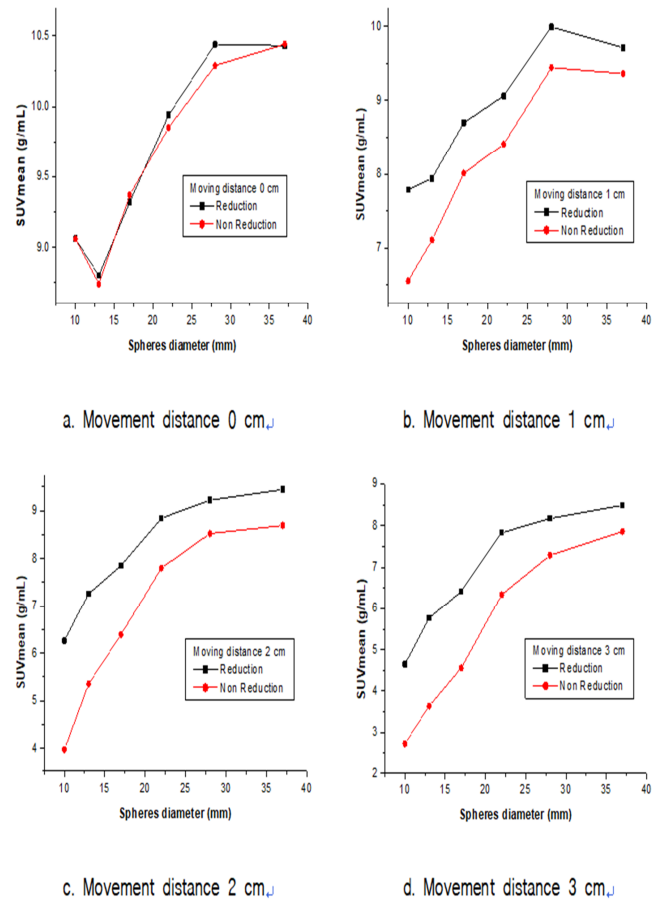 10.5
10.0
9.5
9.0
SUVmean (g/mL)
Moving distance 0 cm
Reduction
Non Reduction
10 15 20 25 30 35 40
Spheres diameter (mm)
a. Movement distance 0 cm↵
10
9
8
7
SUVmean (g/mL)
Moving distance 1 cm
Reduction
Non Reduction
10 15 20 25 30 35 40
Spheres diameter (mm)
b. Movement distance 1 cm↵
9
8
7
6
5
4
SUVmean (g/mL)
Moving distance 2 cm
Reduction
Non Reduction
10 15 20 25 30 35 40
Spheres diameter (mm)
c. Movement distance 2 cm↵
9
8
7
6
5
4
3
2
SUVmean (g/mL)
Moving distance 3 cm
Reduction
Non Reduction
10 15 20 25 30 35 40
Spheres diameter (mm)
d. Movement distance 3 cm↵